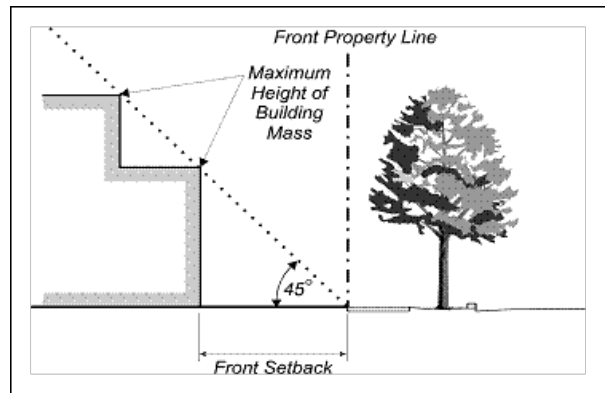 Front Property Line
Maximum
Height of
Building
Mass
45°
Front Setback